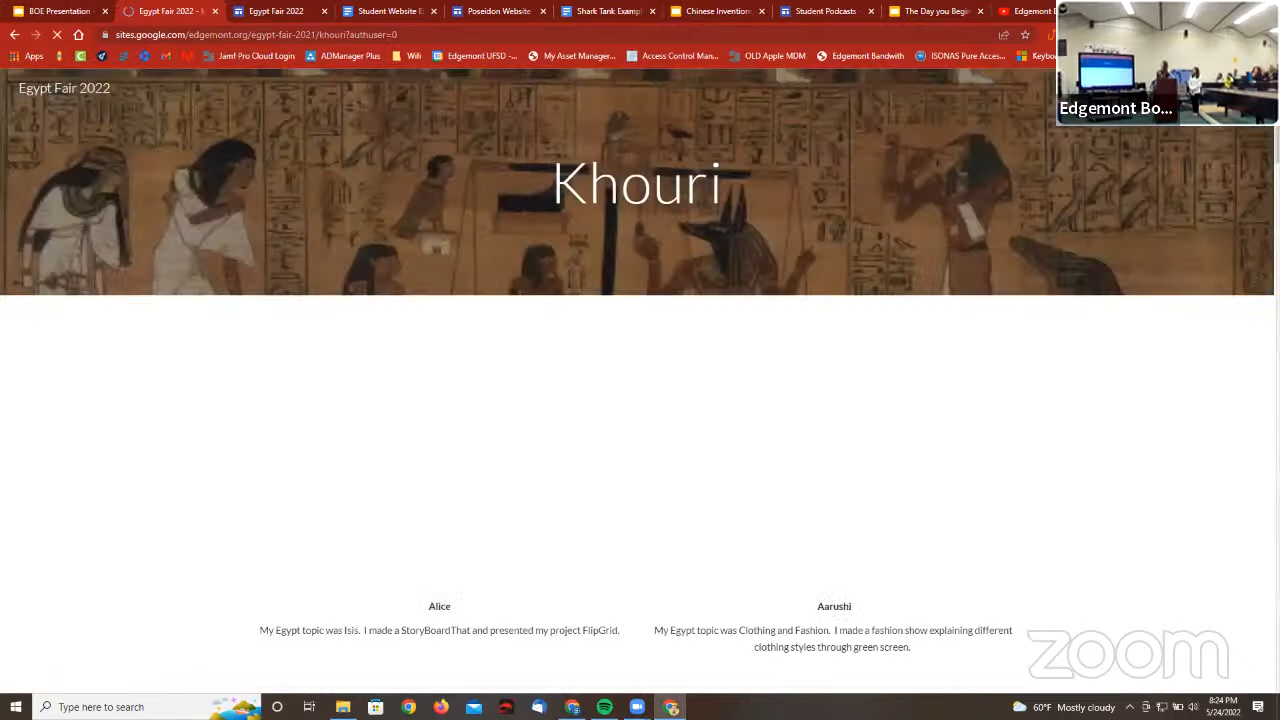 BOE Presentation -
Egypt Fair 2022 -
Egypt Fair 2022
Student Website E
Poseidon Website
Shark Tank Exampl
Chinese Invention
Student Podcasts -
The Day you Begin
Edgemont B
sites.google.com/edgemont.org/egypt-fair-2021/khouri?authuser=0
Apps
Jamf Pro Cloud Login
ADManager Plus
Wifi
Edgemont UFSD -...
My Asset Manager...
Access Control Man...
OLD Apple MDM
Edgemont Bandwith
ISONAS Pure Acces...
Keybo
Edgemont Bo...
Egypt Fair 2022
Khouri
Alice
My Egypt topic was Isis. I made a StoryBoardThat and presented my project FlipGrid.
Aarushi
My Egypt topic was Clothing and Fashion. I made a fashion show explaining different
clothing styles through green screen.
zoom
Type here to search
60°F Mostly cloudy
8:24 PM
5/24/2022